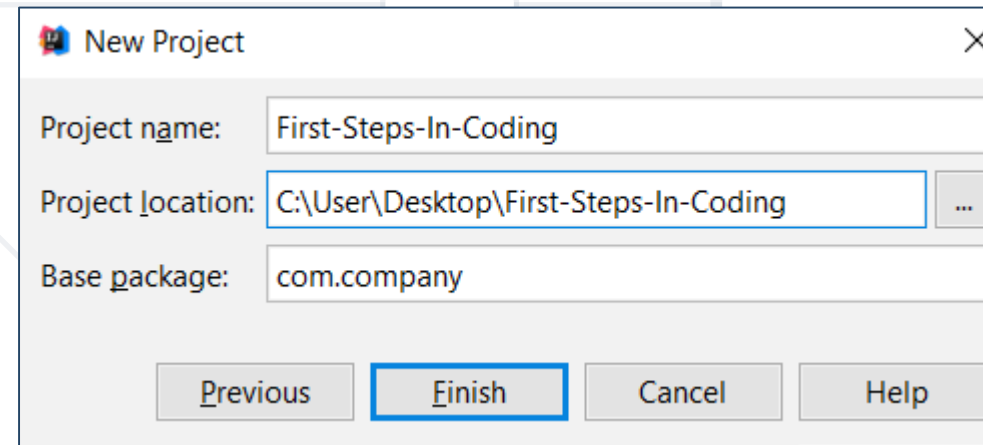 New Project
Project name: First-Steps-In-Coding
Project location: C:\User\Desktop\First-Steps-In-Coding ...
Base package: com.company
Previous Finish Cancel Help